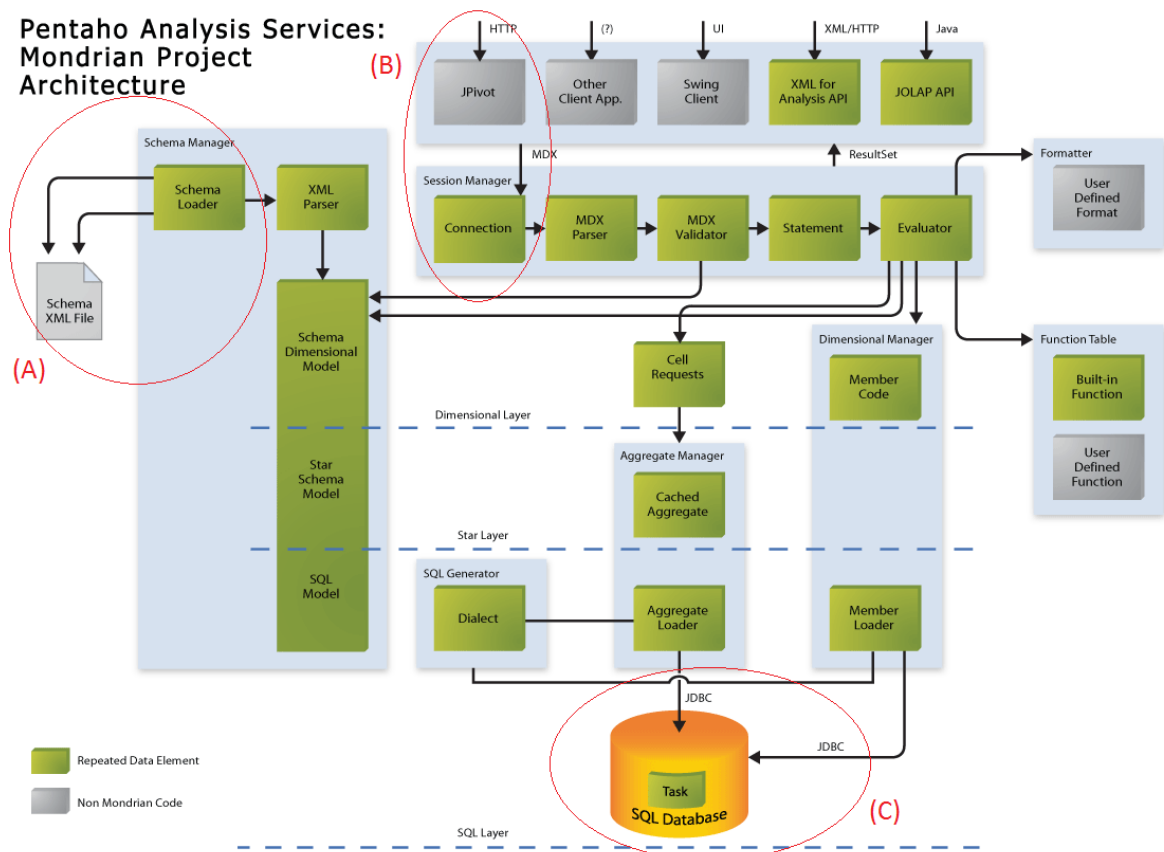 Pentaho Analysis Services:
Mondrian Project
Architecture
(B)
HTTP
(?)
UI
XML/HTTP
Java
JPivot
Other
Client App.
Swing
Client
XML for
Analysis API
JOLAP API
MDX
ResultSet
Schema Manager
Schema
Loader
XML
Parser
Schema
XML File
(A)
Session Manager
Connection
MDX
Parser
MDX
Validator
Statement
Evaluator
Formatter
User
Defined
Format
Schema
Dimensional
Model
Cell
Requests
Dimensional Manager
Member
Code
Function Table
Built-in
Function
User
Defined
Function
Dimensional Layer
Star
Schema
Model
Aggregate Manager
Cached
Aggregate
Star Layer
SQL
Model
SQL Generator
Dialect
Aggregate
Loader
Member
Loader
JDBC
JDBC
Task
SQL Database
(C)
Repeated Data Element
Non Mondrian Code
SQL Layer